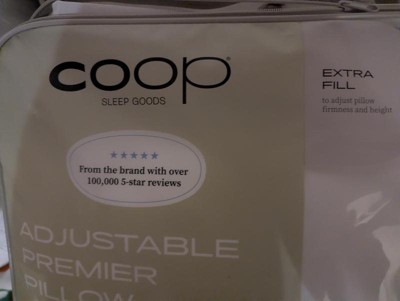 coop
SLEEP GOODS
EXTRA
FILL
to adjust pillow
firmness and height
★★★★★
From the brand with over
100,000 5-star reviews
ADJUSTABLE
PREMIER
PILLOW